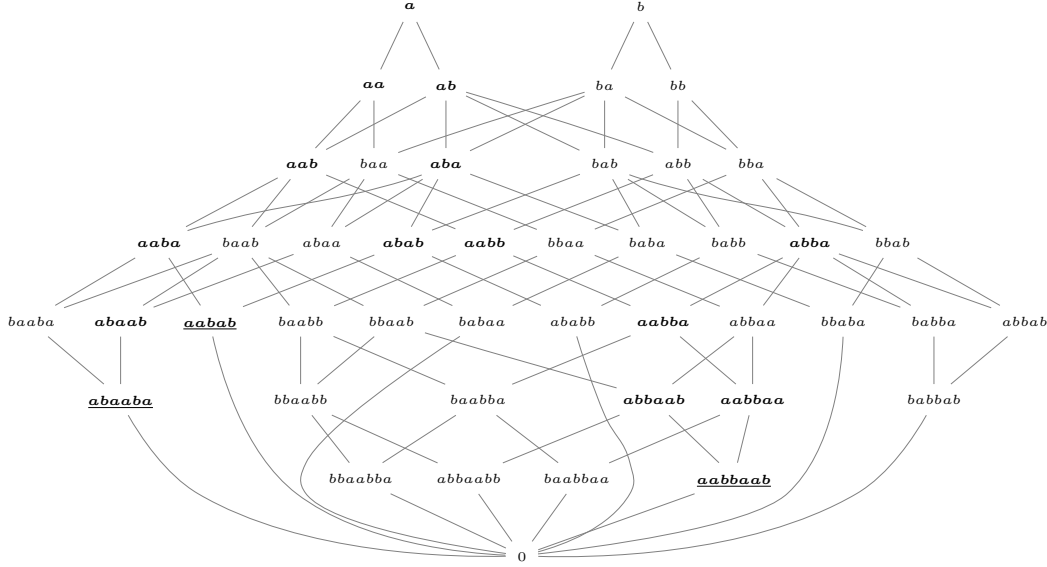 a b
aa ab ba bb
aab baa aba bab abb bba
aaba baab abaa abab aabb bbaa baba babb abba bbab
baaba abaab aabab baabb bbaab babaa ababb aabba abbaa bbaba babba abbab
abaaba bbaabb baabba abbaab aabbaa babbab
bbaabba abbaabb baabbaa aabbaab
0